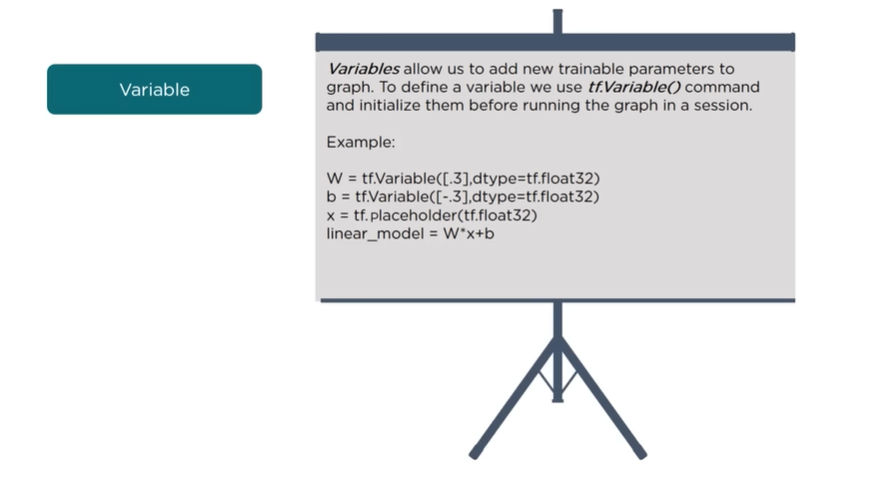 Variable
Variables allow us to add new trainable parameters to
graph. To define a variable we use tf.Variable() command
and initialize them before running the graph in a session.
Example:
W = tf.Variable([.3],dtype=tf.float32)
b = tf.Variable([-.3],dtype=tf.float32)
x = tf.placeholder(tf.float32)
linear_model = W*x+b